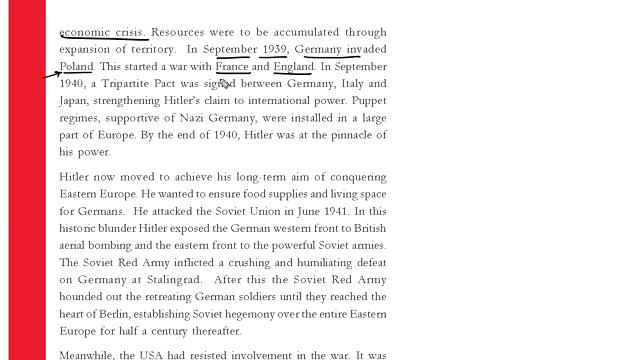 economic crisis. Resources were to be accumulated through
expansion of territory. In September 1939, Germany invaded
Poland. This started a war with France and England. In September
1940, a Tripartite Pact was signed between Germany, Italy and
Japan, strengthening Hitler's claim to international power. Puppet
regimes, supportive of Nazi Germany, were installed in a large
part of Europe. By the end of 1940, Hitler was at the pinnacle of
his power.
Hitler now moved to achieve his long-term aim of conquering
Eastern Europe. He wanted to ensure food supplies and living space
for Germans. He attacked the Soviet Union in June 1941. In this
historic blunder Hitler exposed the German western front to British
aerial bombing and the eastern front to the powerful Soviet armies.
The Soviet Red Army inflicted a crushing and humiliating defeat
on Germany at Stalingrad. After this the Soviet Red Army
hounded out the retreating German soldiers until they reached the
heart of Berlin, establishing Soviet hegemony over the entire Eastern
Europe for half a century thereafter.
Meanwhile, the USA had resisted involvement in the war. It was